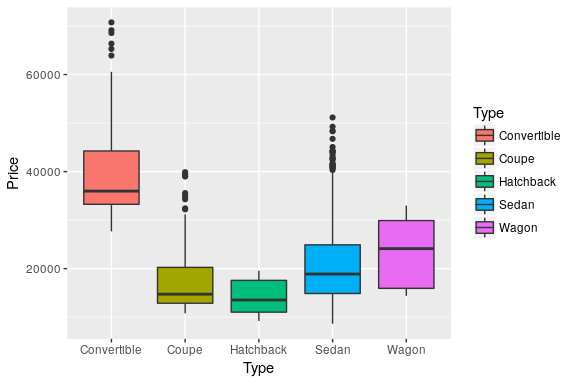 60000
40000
20000
Price
Convertible
Coupe
Hatchback
Sedan
Wagon
Type
Type
Convertible
Coupe
Hatchback
Sedan
Wagon